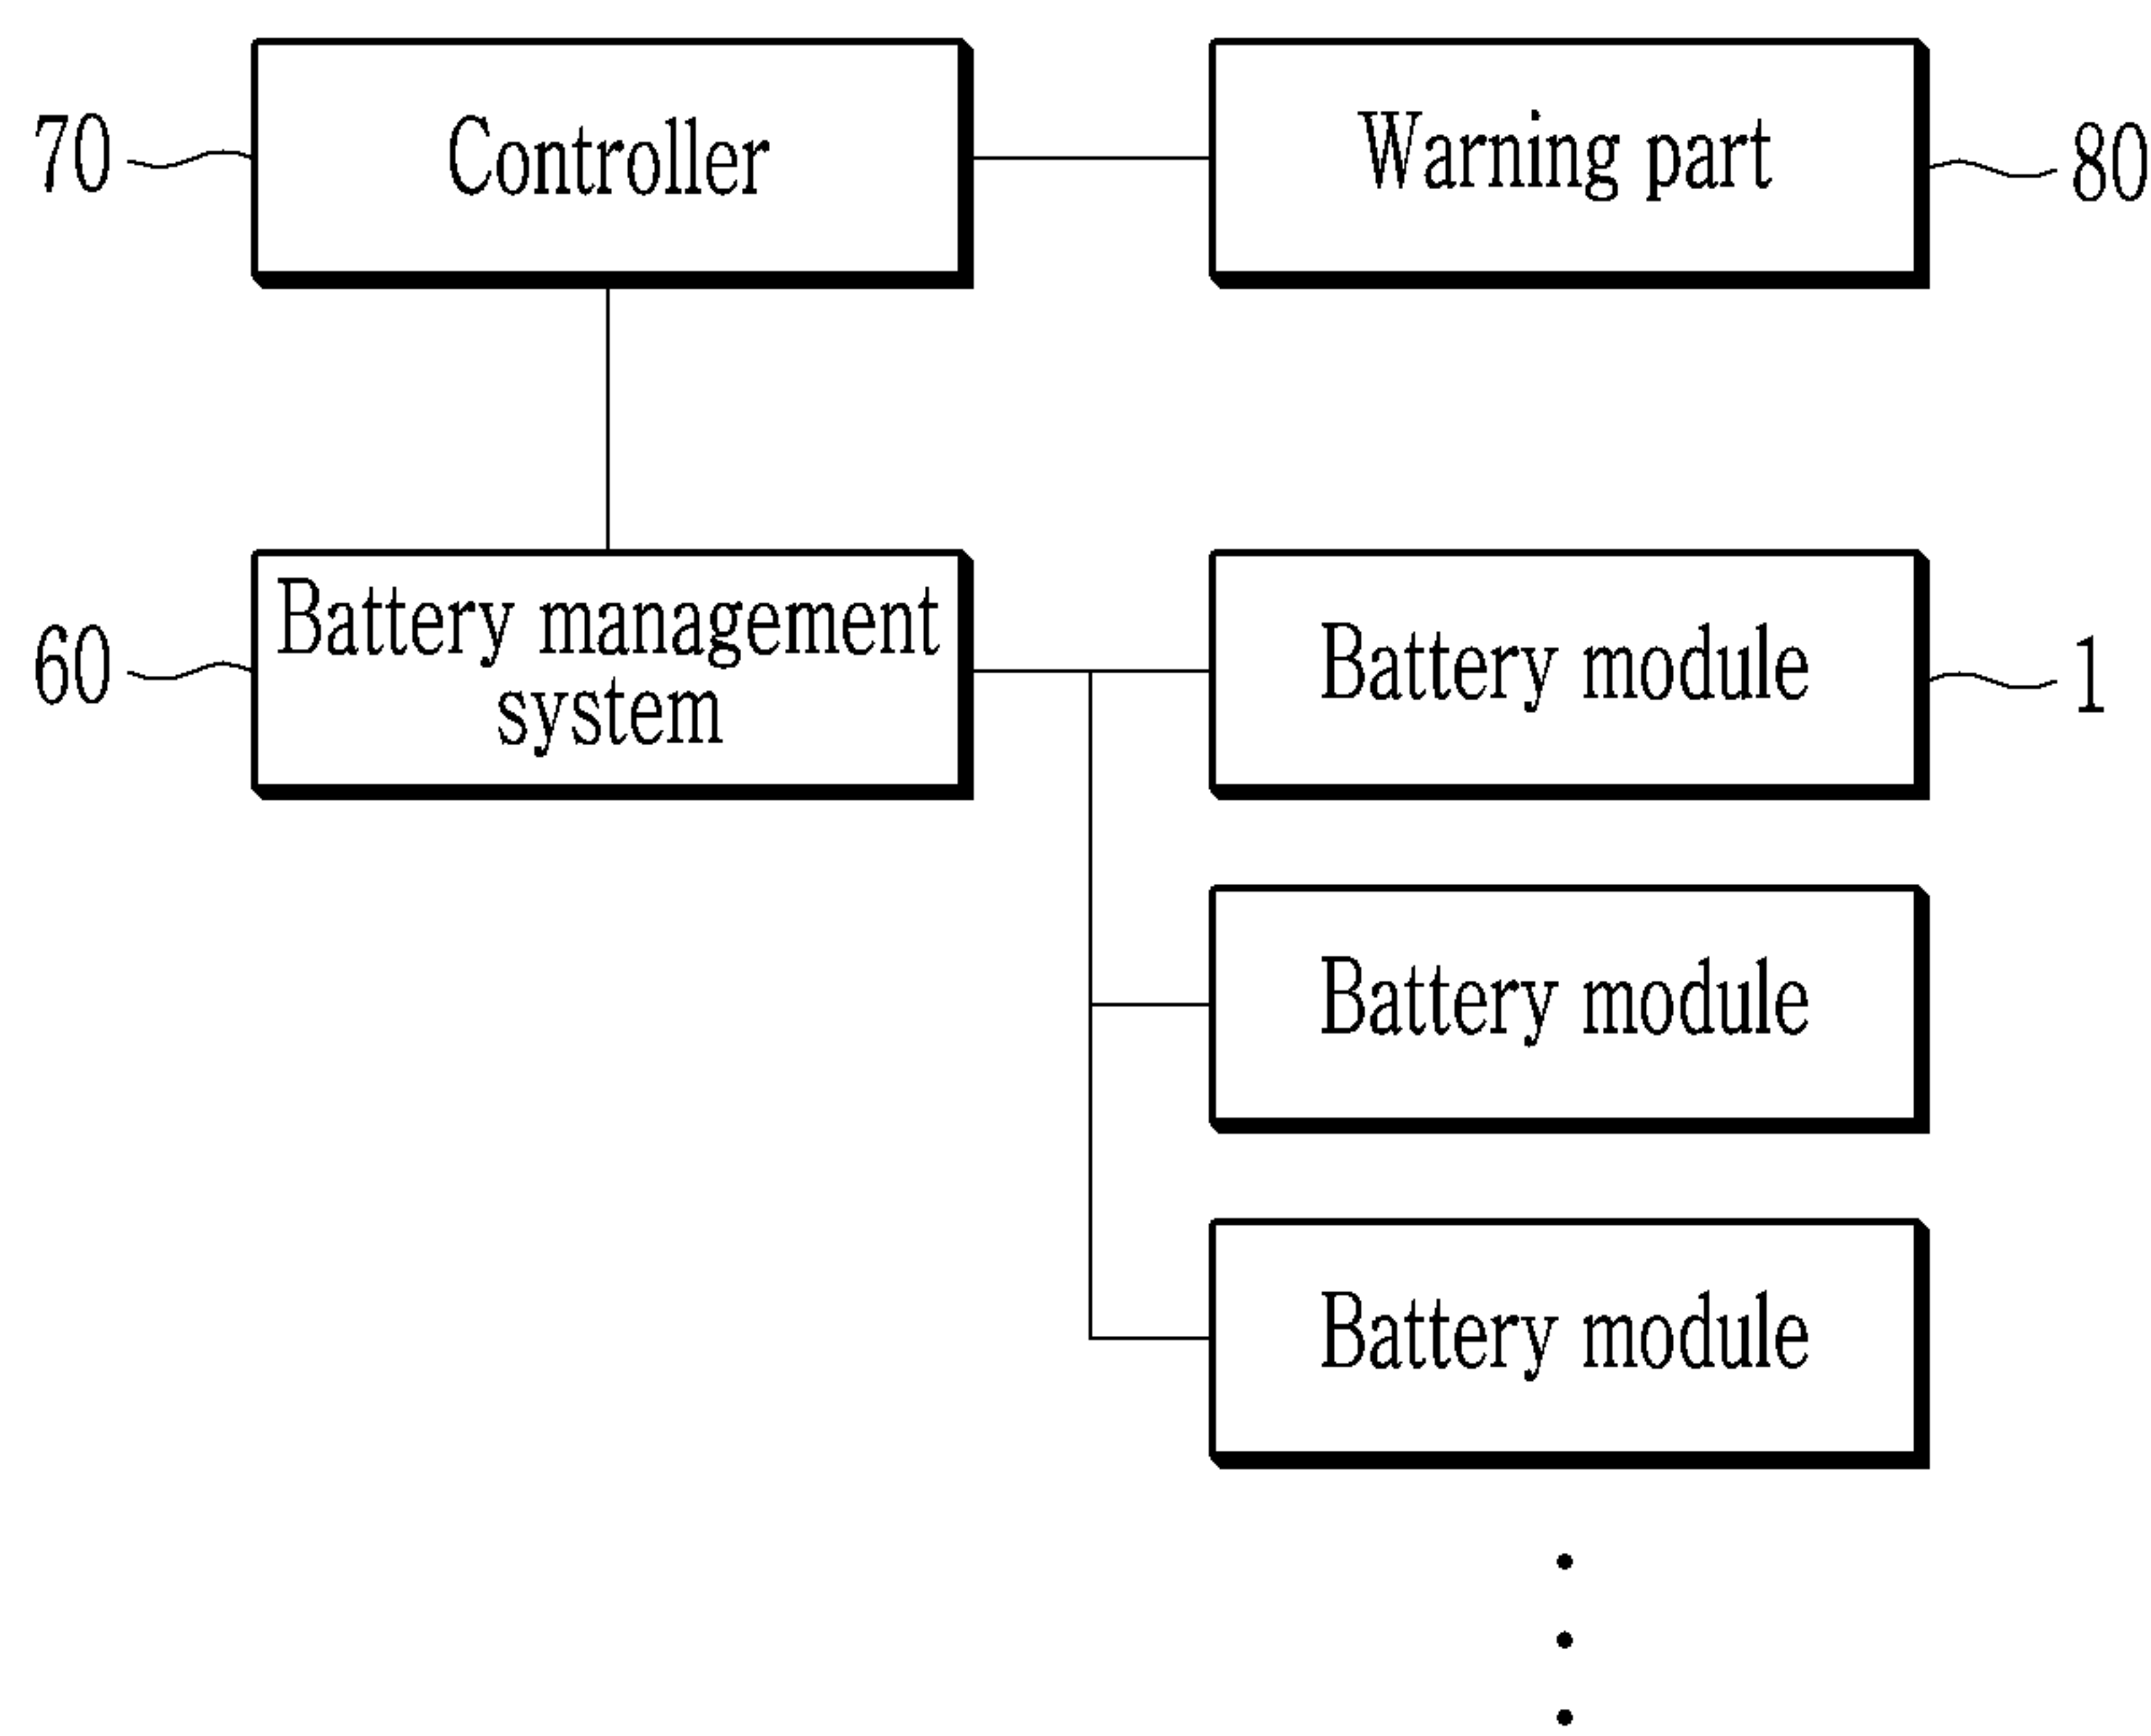 70
Controller
Warning part
80
60
Battery management
system
Battery module
1
Battery module
Battery module